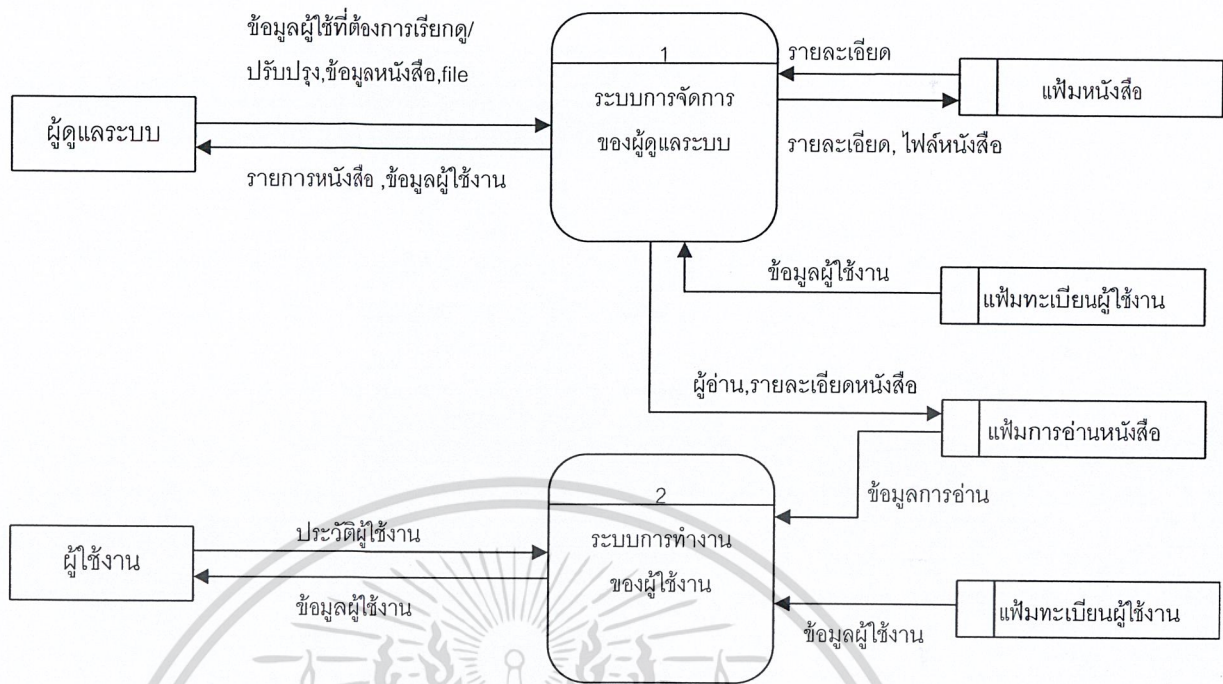 ข้อมูลผู้ใช้ที่ต้องการเรียกดู/
ปรับปรุง,ข้อมูลหนังสือ,file
ผู้ดูแลระบบ
รายการหนังสือ ,ข้อมูลผู้ใช้งาน
1
ระบบการจัดการ
ของผู้ดูแลระบบ
รายละเอียด
แฟ้มหนังสือ
รายละเอียด, ไฟล์หนังสือ
ข้อมูลผู้ใช้งาน
แฟ้มทะเบียนผู้ใช้งาน
ผู้อ่าน,รายละเอียดหนังสือ
แฟ้มการอ่านหนังสือ
ข้อมูลการอ่าน
2
ระบบการทำงาน
ของผู้ใช้งาน
ผู้ใช้งาน
ประวัติผู้ใช้งาน
ข้อมูลผู้ใช้งาน
ข้อมูลผู้ใช้งาน
แฟ้มทะเบียนผู้ใช้งาน